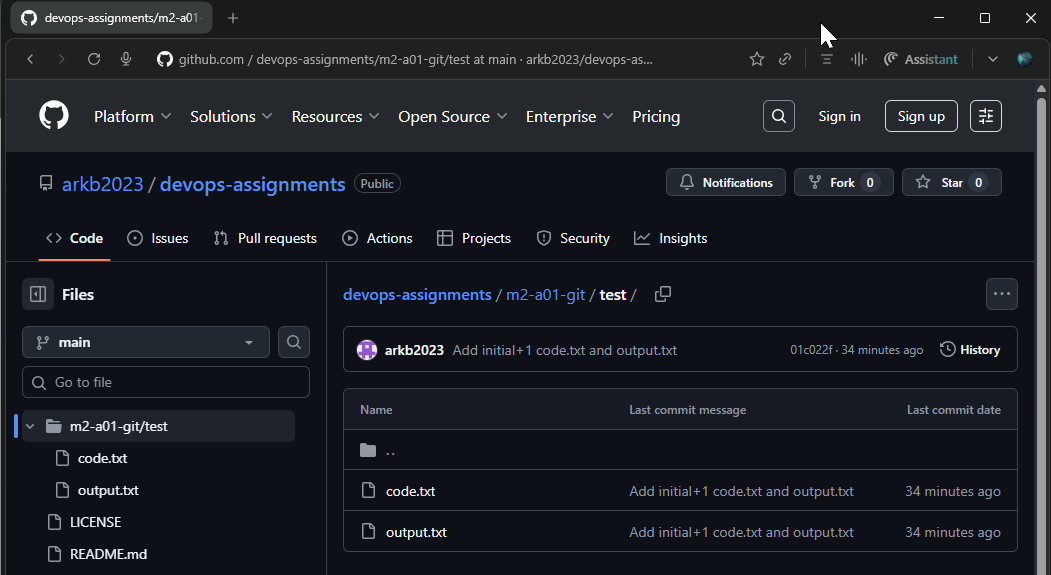 devops-assignments/m2-a01-
github.com / devops-assignments/m2-a01-git/test at main · arkb2023/devops-as...
Assistant
Platform Solutions Resources Open Source Enterprise Pricing Sign in Sign up
arkb2023 / devops-assignments Public
Notifications Fork 0 Star 0
Code Issues Pull requests Actions Projects Security Insights
Files
main
Go to file
m2-a01-git/test
code.txt
output.txt
LICENSE
README.md
devops-assignments / m2-a01-git / test /
arkb2023 Add initial+1 code.txt and output.txt 01c022f · 34 minutes ago History
Name Last commit message Last commit date
..
code.txt Add initial+1 code.txt and output.txt 34 minutes ago
output.txt Add initial+1 code.txt and output.txt 34 minutes ago